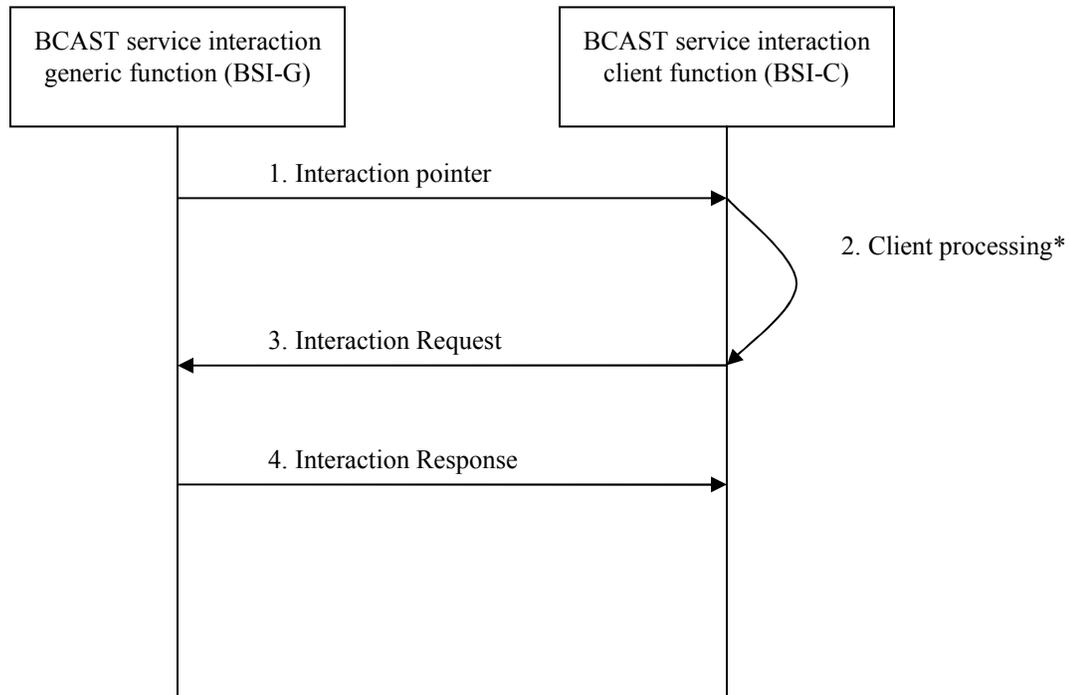 BCAST service interaction
generic function (BSI-G)
BCAST service interaction
client function (BSI-C)
1. Interaction pointer
2. Client processing*
3. Interaction Request
4. Interaction Response